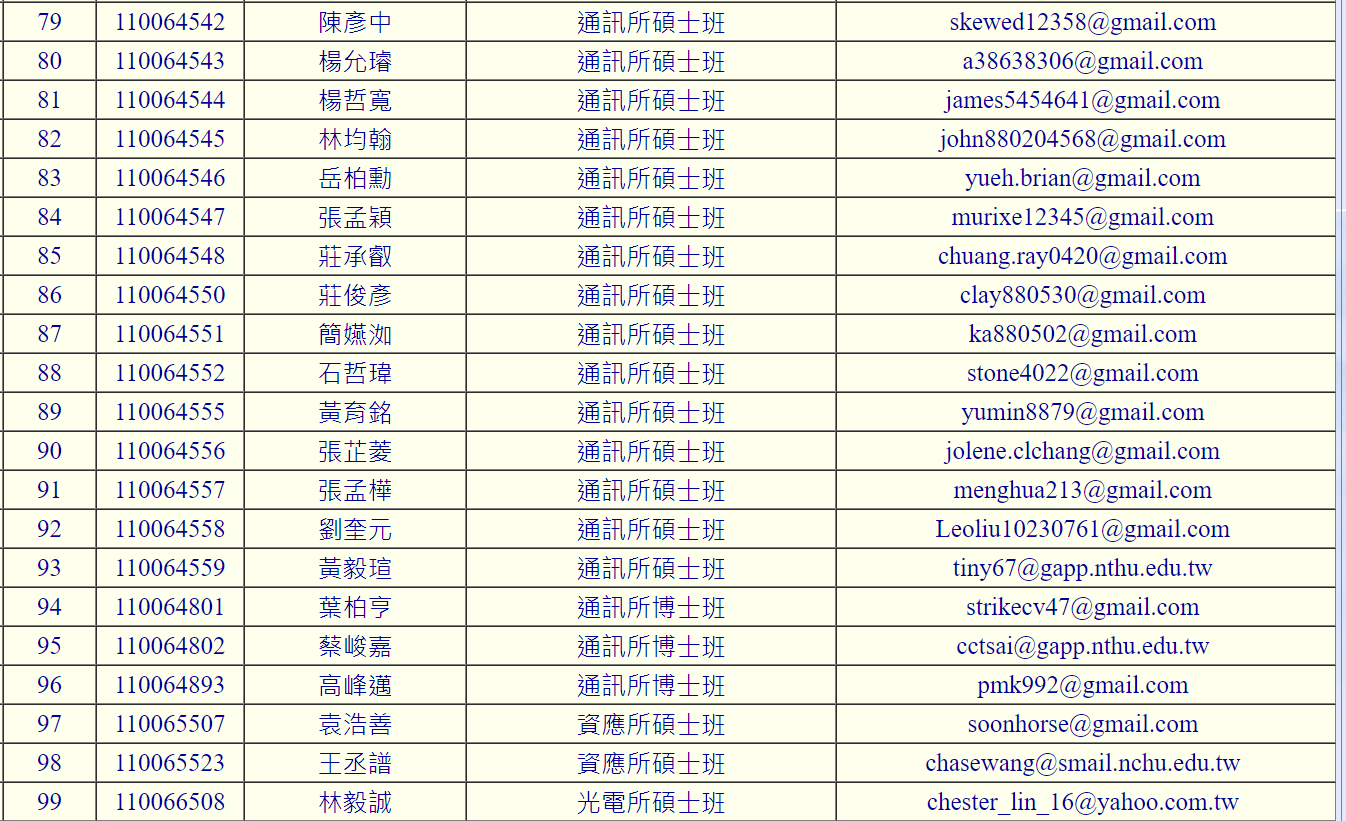 79 110064542 陳彥中 通訊所碩士班 skewed12358@gmail.com
80 110064543 楊允璿 通訊所碩士班 a38638306@gmail.com
81 110064544 楊哲寬 通訊所碩士班 james5454641@gmail.com
82 110064545 林均翰 通訊所碩士班 john880204568@gmail.com
83 110064546 岳柏勳 通訊所碩士班 yueh.brian@gmail.com
84 110064547 張孟穎 通訊所碩士班 murixe12345@gmail.com
85 110064548 莊承叡 通訊所碩士班 chuang.ray0420@gmail.com
86 110064550 莊俊彥 通訊所碩士班 clay880530@gmail.com
87 110064551 簡嬿洳 通訊所碩士班 ka880502@gmail.com
88 110064552 石哲瑋 通訊所碩士班 stone4022@gmail.com
89 110064555 黃育銘 通訊所碩士班 yumin8879@gmail.com
90 110064556 張芷菱 通訊所碩士班 jolene.clchang@gmail.com
91 110064557 張孟樺 通訊所碩士班 menghua213@gmail.com
92 110064558 劉奎元 通訊所碩士班 Leoliu10230761@gmail.com
93 110064559 黃毅瑄 通訊所碩士班 tiny67@gapp.nthu.edu.tw
94 110064801 葉柏亨 通訊所博士班 strikecv47@gmail.com
95 110064802 蔡峻嘉 通訊所博士班 cctsai@gapp.nthu.edu.tw
96 110064893 高峰邁 通訊所博士班 pmk992@gmail.com
97 110065507 袁浩善 資應所碩士班 soonhorse@gmail.com
98 110065523 王丞譜 資應所碩士班 chasewang@smail.nchu.edu.tw
99 110066508 林毅誠 光電所碩士班 chester_lin_16@yahoo.com.tw